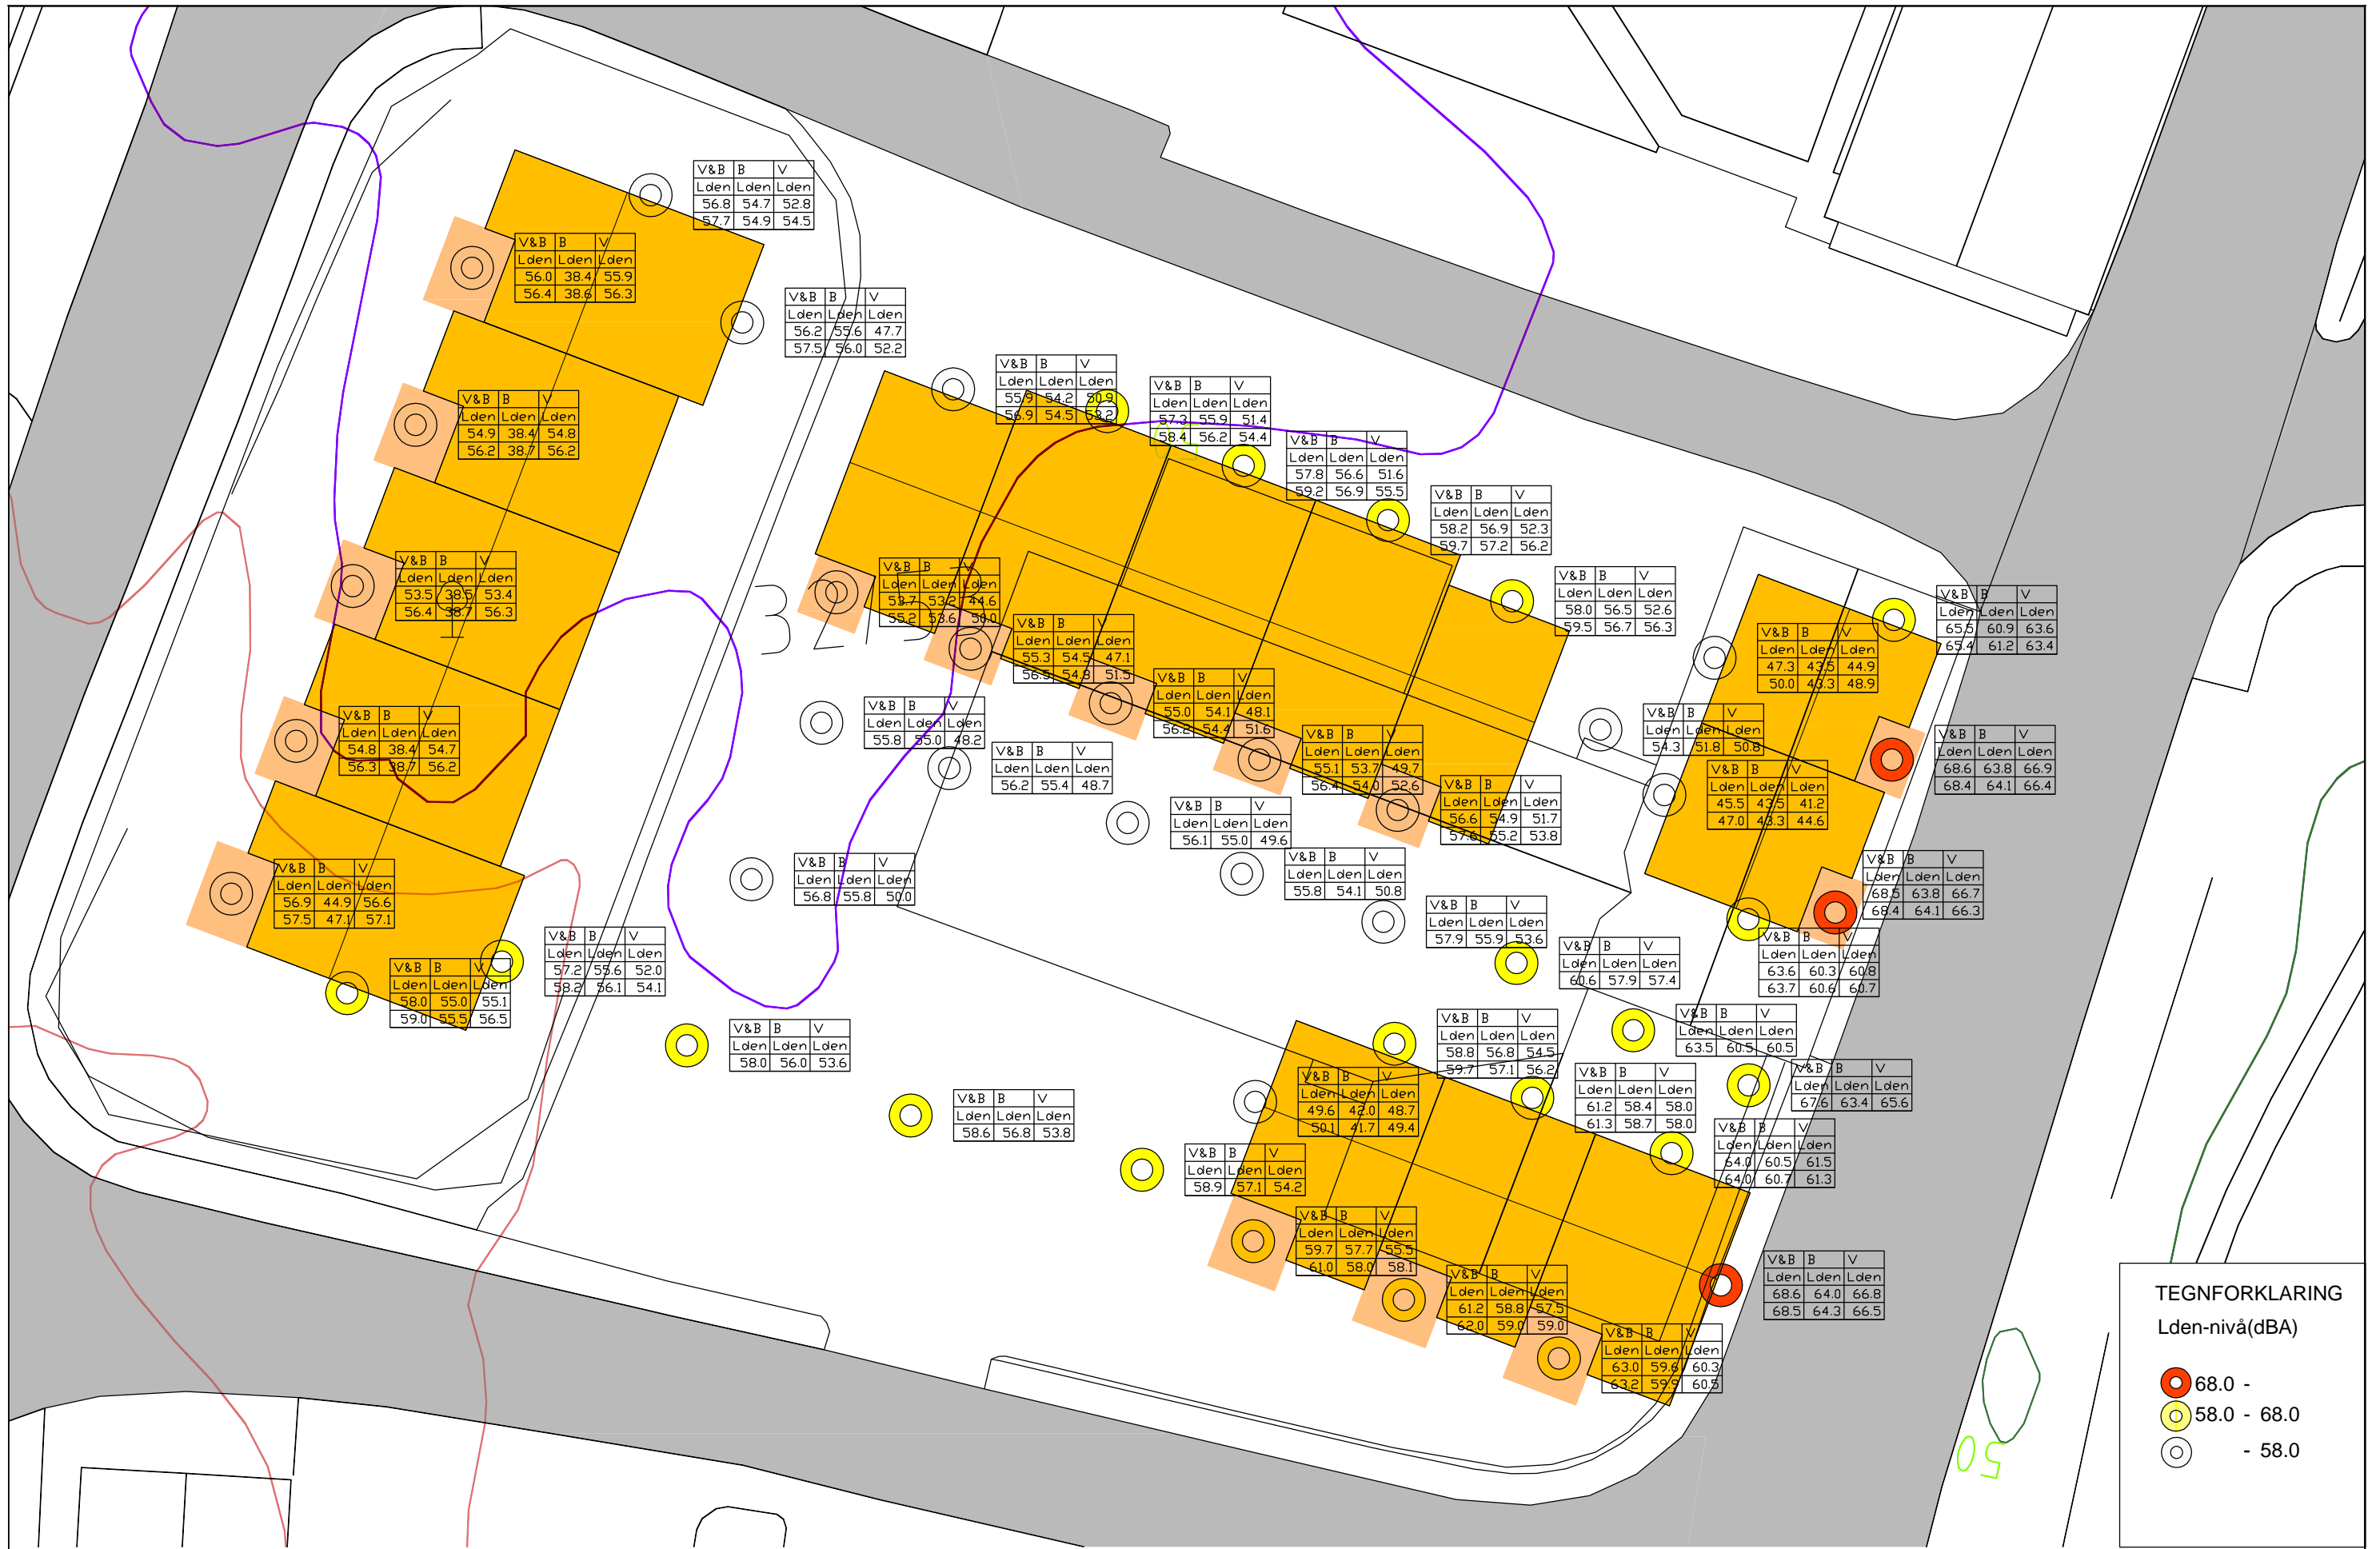 V&B B V
Lden Lden Lden
56.8 54.7 52.8
57.7 54.9 54.5
V&B B V
Lden Lden Lden
56.0 38.4 55.9
56.4 38.6 56.3
V&B B V
Lden Lden Lden
56.2 55.6 47.7
57.5 56.0 52.2
V&B B V
Lden Lden Lden
55.9 54.2 50.9
56.9 54.5 53.2
V&B B V
Lden Lden Lden
57.3 55.9 51.4
58.4 56.2 54.4
V&B B V
Lden Lden Lden
54.9 38.4 54.8
56.2 38.7 56.2
V&B B V
Lden Lden Lden
57.8 56.6 51.6
59.2 56.9 55.5
V&B B V
Lden Lden Lden
58.2 56.9 52.3
59.7 57.2 56.2
V&B B V
Lden Lden Lden
53.5 38.5 53.4
56.4 38.7 56.3
V&B B V
Lden Lden Lden
53.7 53.2 44.6
55.2 53.6 50.0
V&B B V
Lden Lden Lden
58.0 56.5 52.6
59.5 56.7 56.3
V&B B V
Lden Lden Lden
65.5 60.9 63.6
65.4 61.2 63.4
V&B B V
Lden Lden Lden
55.3 54.5 47.1
56.5 54.8 51.5
V&B B V
Lden Lden Lden
47.3 43.5 44.9
50.0 43.3 48.9
V&B B V
Lden Lden Lden
55.0 54.1 48.1
56.2 54.4 51.6
V&B B V
Lden Lden Lden
55.8 55.0 48.2
V&B B V
Lden Lden Lden
54.3 51.8 50.8
V&B B V
Lden Lden Lden
54.8 38.4 54.7
56.3 38.7 56.2
V&B B V
Lden Lden Lden
55.1 53.7 49.7
56.4 54.0 52.6
V&B B V
Lden Lden Lden
68.6 63.8 66.9
68.4 64.1 66.4
V&B B V
Lden Lden Lden
56.2 55.4 48.7
V&B B V
Lden Lden Lden
45.5 43.5 41.2
47.0 43.3 44.6
V&B B V
Lden Lden Lden
56.6 54.9 51.7
57.6 55.2 53.8
V&B B V
Lden Lden Lden
56.1 55.0 49.6
V&B B V
Lden Lden Lden
55.8 54.1 50.8
V&B B V
Lden Lden Lden
68.5 63.8 66.7
68.4 64.1 66.3
V&B B V
Lden Lden Lden
56.8 55.8 50.0
V&B B V
Lden Lden Lden
56.9 44.9 56.6
57.5 47.1 57.1
V&B B V
Lden Lden Lden
57.9 55.9 53.6
V&B B V
Lden Lden Lden
57.2 55.6 52.0
58.2 56.1 54.1
V&B B V
Lden Lden Lden
63.6 60.3 60.8
63.7 60.6 60.7
V&B B V
Lden Lden Lden
60.6 57.9 57.4
V&B B V
Lden Lden Lden
58.0 55.0 55.1
59.0 55.5 56.5
V&B B V
Lden Lden Lden
63.5 60.5 60.5
V&B B V
Lden Lden Lden
58.8 56.8 54.5
59.7 57.1 56.2
V&B B V
Lden Lden Lden
58.0 56.0 53.6
V&B B V
Lden Lden Lden
67.6 63.4 65.6
V&B B V
Lden Lden Lden
61.2 58.4 58.0
61.3 58.7 58.0
V&B B V
Lden Lden Lden
49.6 42.0 48.7
50.1 41.7 49.4
V&B B V
Lden Lden Lden
58.6 56.8 53.8
V&B B V
Lden Lden Lden
64.0 60.5 61.5
64.0 60.7 61.3
V&B B V
Lden Lden Lden
58.9 57.1 54.2
V&B B V
Lden Lden Lden
59.7 57.7 55.5
61.0 58.0 58.1
V&B B V
Lden Lden Lden
68.6 64.0 66.8
68.5 64.3 66.5
V&B B V
Lden Lden Lden
61.2 58.8 57.5
62.0 59.0 59.0
V&B B V
Lden Lden Lden
63.0 59.6 60.3
63.2 59.9 60.5
TEGNFORKLARING
Lden-nivå(dBA)
68.0 -
58.0 - 68.0
- 58.0
50